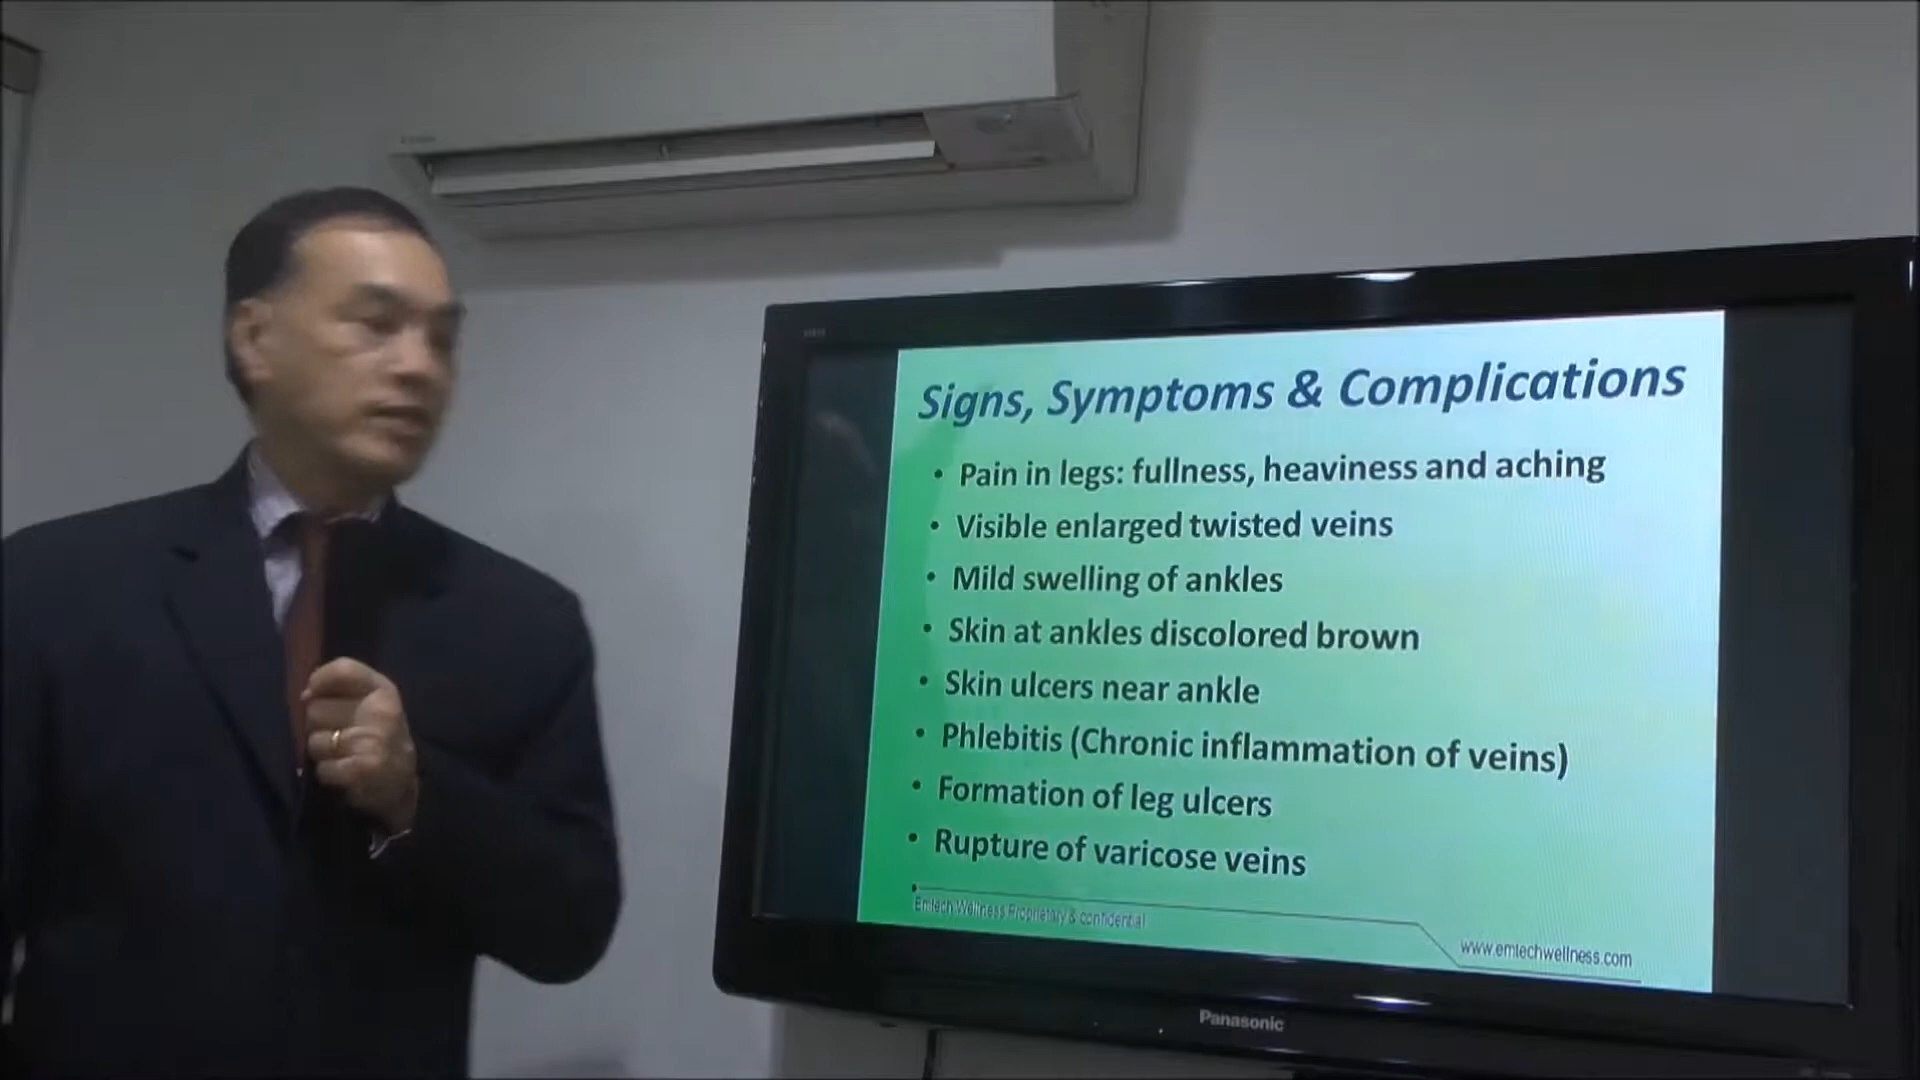 Signs, Symptoms & Complications
• Pain in legs: fullness, heaviness and aching
• Visible enlarged twisted veins
• Mild swelling of ankles
• Skin at ankles discolored brown
• Skin ulcers near ankle
• Phlebitis (Chronic inflammation of veins)
• Formation of leg ulcers
• Rupture of varicose veins
Emtech Wellness Proprietary & confidential
www.emtechwellness.com
Panasonic